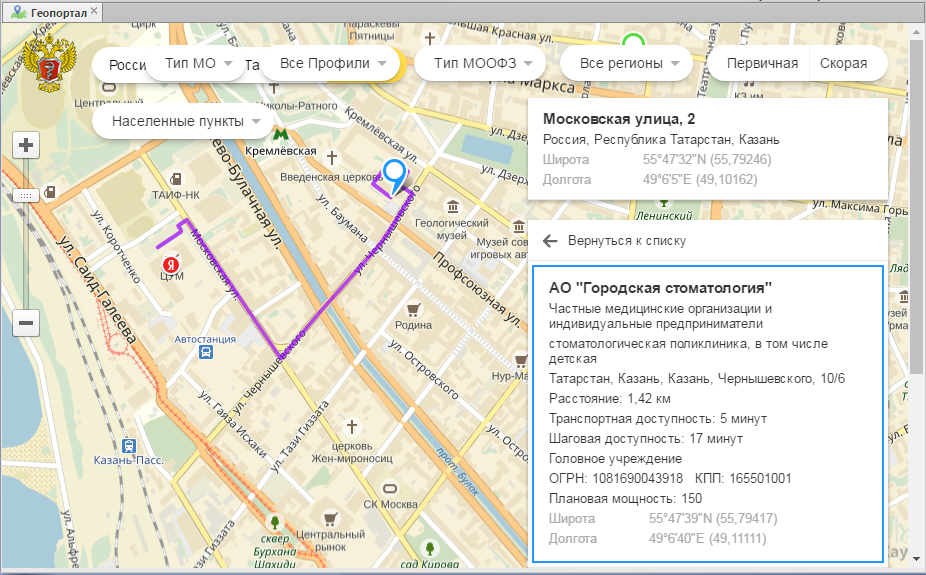 Геопортал
Тип МО
Все Профили
Тип МООФЗ
Все регионы
Первичная
Скорая
Населенные пункты
Московская улица, 2
Россия, Республика Татарстан, Казань
Широта 55°47'32"N (55,79246)
Долгота 49°6'5"E (49,10162)
Вернуться к списку
АО "Городская стоматология"
Частные медицинские организации и
индивидуальные предприниматели
стоматологическая поликлиника, в том числе
детская
Татарстан, Казань, Казань, Чернышевского, 10/6
Расстояние: 1,42 км
Транспортная доступность: 5 минут
Шаговая доступность: 17 минут
Головное учреждение
ОГРН: 1081690043918 КПП: 165501001
Плановая мощность: 150
Широта 55°47'39"N (55,79417)
Долгота 49°6'40"E (49,11111)
Пятницы
Большая Красная ул.
Центральный
Николы-Ратного
Кремлёвская
Кремлёвская ул.
Введенская церковь
ТАИФ-НК
ул. Баумана
Геологический
музей
Музей сов
игровых ав
Ленинский
ул. Максима Горь
ул. Коротченко
Московская ул.
Я
ЦУМ
ул. Чернышевского
Профсоюзная ул.
ул. Саид-Галеева
Родина
Автостанция
ул. Островского
Нур-Ма
ул. Чернышевского
ул. Гаяза Исхаки
ул. Тази Гиззата
церковь
Жен-мироносиц
Казань-Пасс.
прот. Булак
СК Москва
Центральный
рынок
сквер
Бурхана
Шахиди
сад Кирова